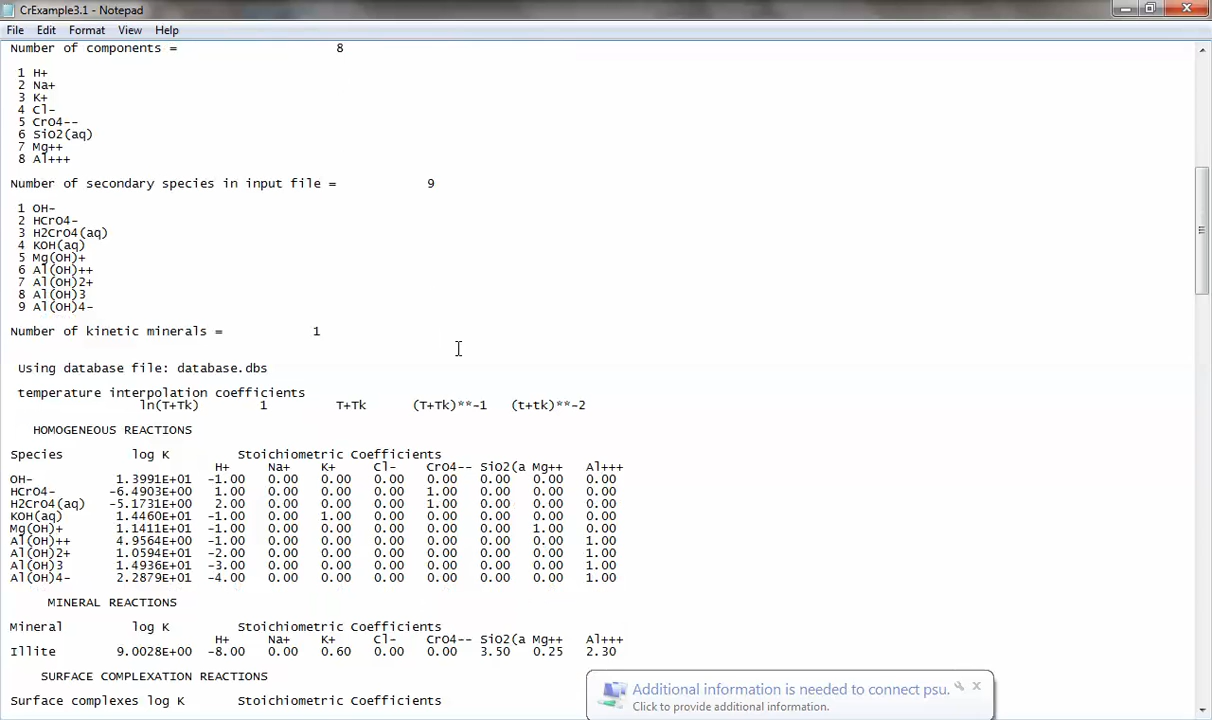 CrExample3.1 - Notepad
File Edit Format View Help
Number of components = 8
1 H+
2 Na+
3 K+
4 Cl-
5 CrO4--
6 SiO2(aq)
7 Mg++
8 Al+++
Number of secondary species in input file = 9
1 OH-
2 HCrO4-
3 H2CrO4(aq)
4 KOH(aq)
5 Mg(OH)+
6 Al(OH)++
7 Al(OH)2+
8 Al(OH)3
9 Al(OH)4-
Number of kinetic minerals = 1
Using database file: database.dbs
temperature interpolation coefficients
ln(T+Tk) 1 T+Tk (T+Tk)**-1 (t+tk)**-2
HOMOGENEOUS REACTIONS
Species log K Stoichiometric Coefficients
H+ Na+ K+ Cl- CrO4-- SiO2(a Mg++ Al+++
OH- 1.3991E+01 -1.00 0.00 0.00 0.00 0.00 0.00 0.00 0.00
HCrO4- -6.4903E+00 1.00 0.00 0.00 0.00 1.00 0.00 0.00 0.00
H2CrO4(aq) -5.1731E+00 2.00 0.00 0.00 0.00 1.00 0.00 0.00 0.00
KOH(aq) 1.4460E+01 -1.00 0.00 1.00 0.00 0.00 0.00 0.00 0.00
Mg(OH)+ 1.1411E+01 -1.00 0.00 0.00 0.00 0.00 0.00 1.00 0.00
Al(OH)++ 4.9564E+00 -1.00 0.00 0.00 0.00 0.00 0.00 0.00 1.00
Al(OH)2+ 1.0594E+01 -2.00 0.00 0.00 0.00 0.00 0.00 0.00 1.00
Al(OH)3 1.4936E+01 -3.00 0.00 0.00 0.00 0.00 0.00 0.00 1.00
Al(OH)4- 2.2879E+01 -4.00 0.00 0.00 0.00 0.00 0.00 0.00 1.00
MINERAL REACTIONS
Mineral log K Stoichiometric Coefficients
H+ Na+ K+ Cl- CrO4-- SiO2(a Mg++ Al+++
Illite 9.0028E+00 -8.00 0.00 0.60 0.00 0.00 3.50 0.25 2.30
SURFACE COMPLEXATION REACTIONS
Surface complexes log K Stoichiometric Coefficients
Additional information is needed to connect psu.
Click to provide additional information.